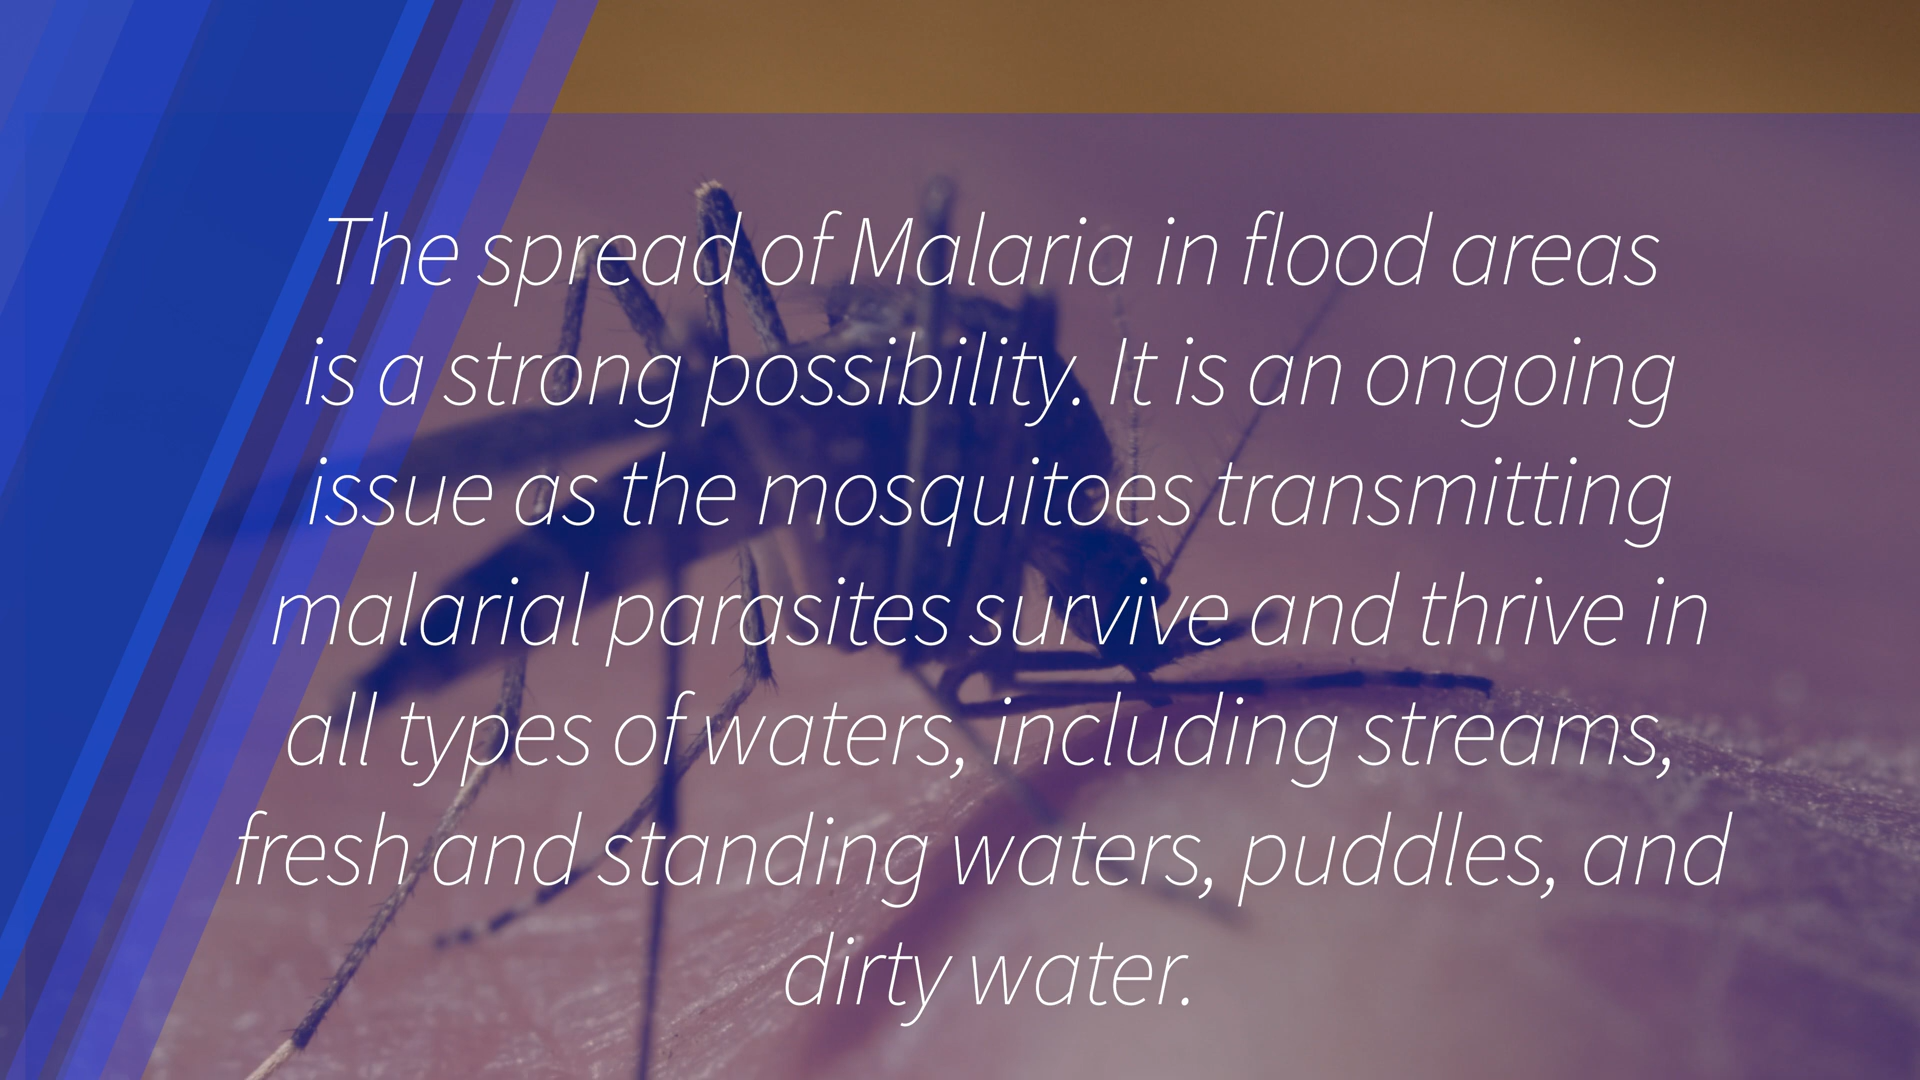 The spread of Malaria in flood areas
is a strong possibility. It is an ongoing
issue as the mosquitoes transmitting
malarial parasites survive and thrive in
all types of waters, including streams,
fresh and standing waters, puddles, and
dirty water.